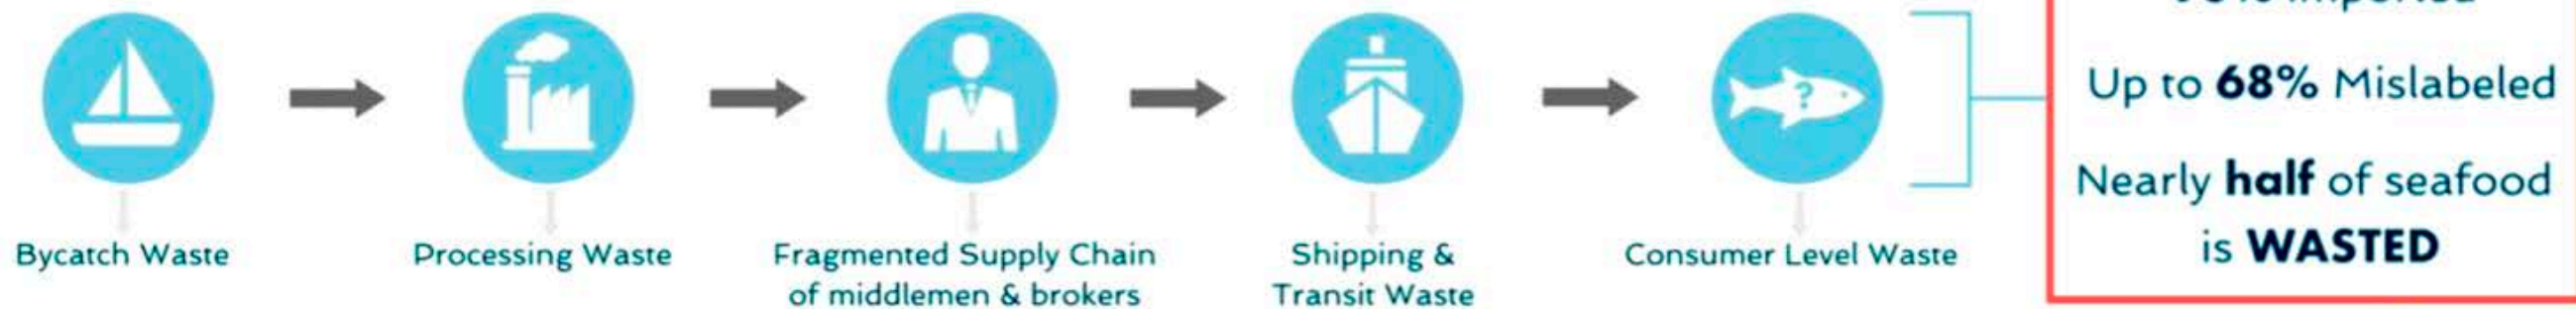 Imported
Up to 68% Mislabeled
Nearly half of seafood
is WASTED
?
Bycatch Waste
Processing Waste
Fragmented Supply Chain
of middlemen & brokers
Shipping &
Transit Waste
Consumer Level Waste